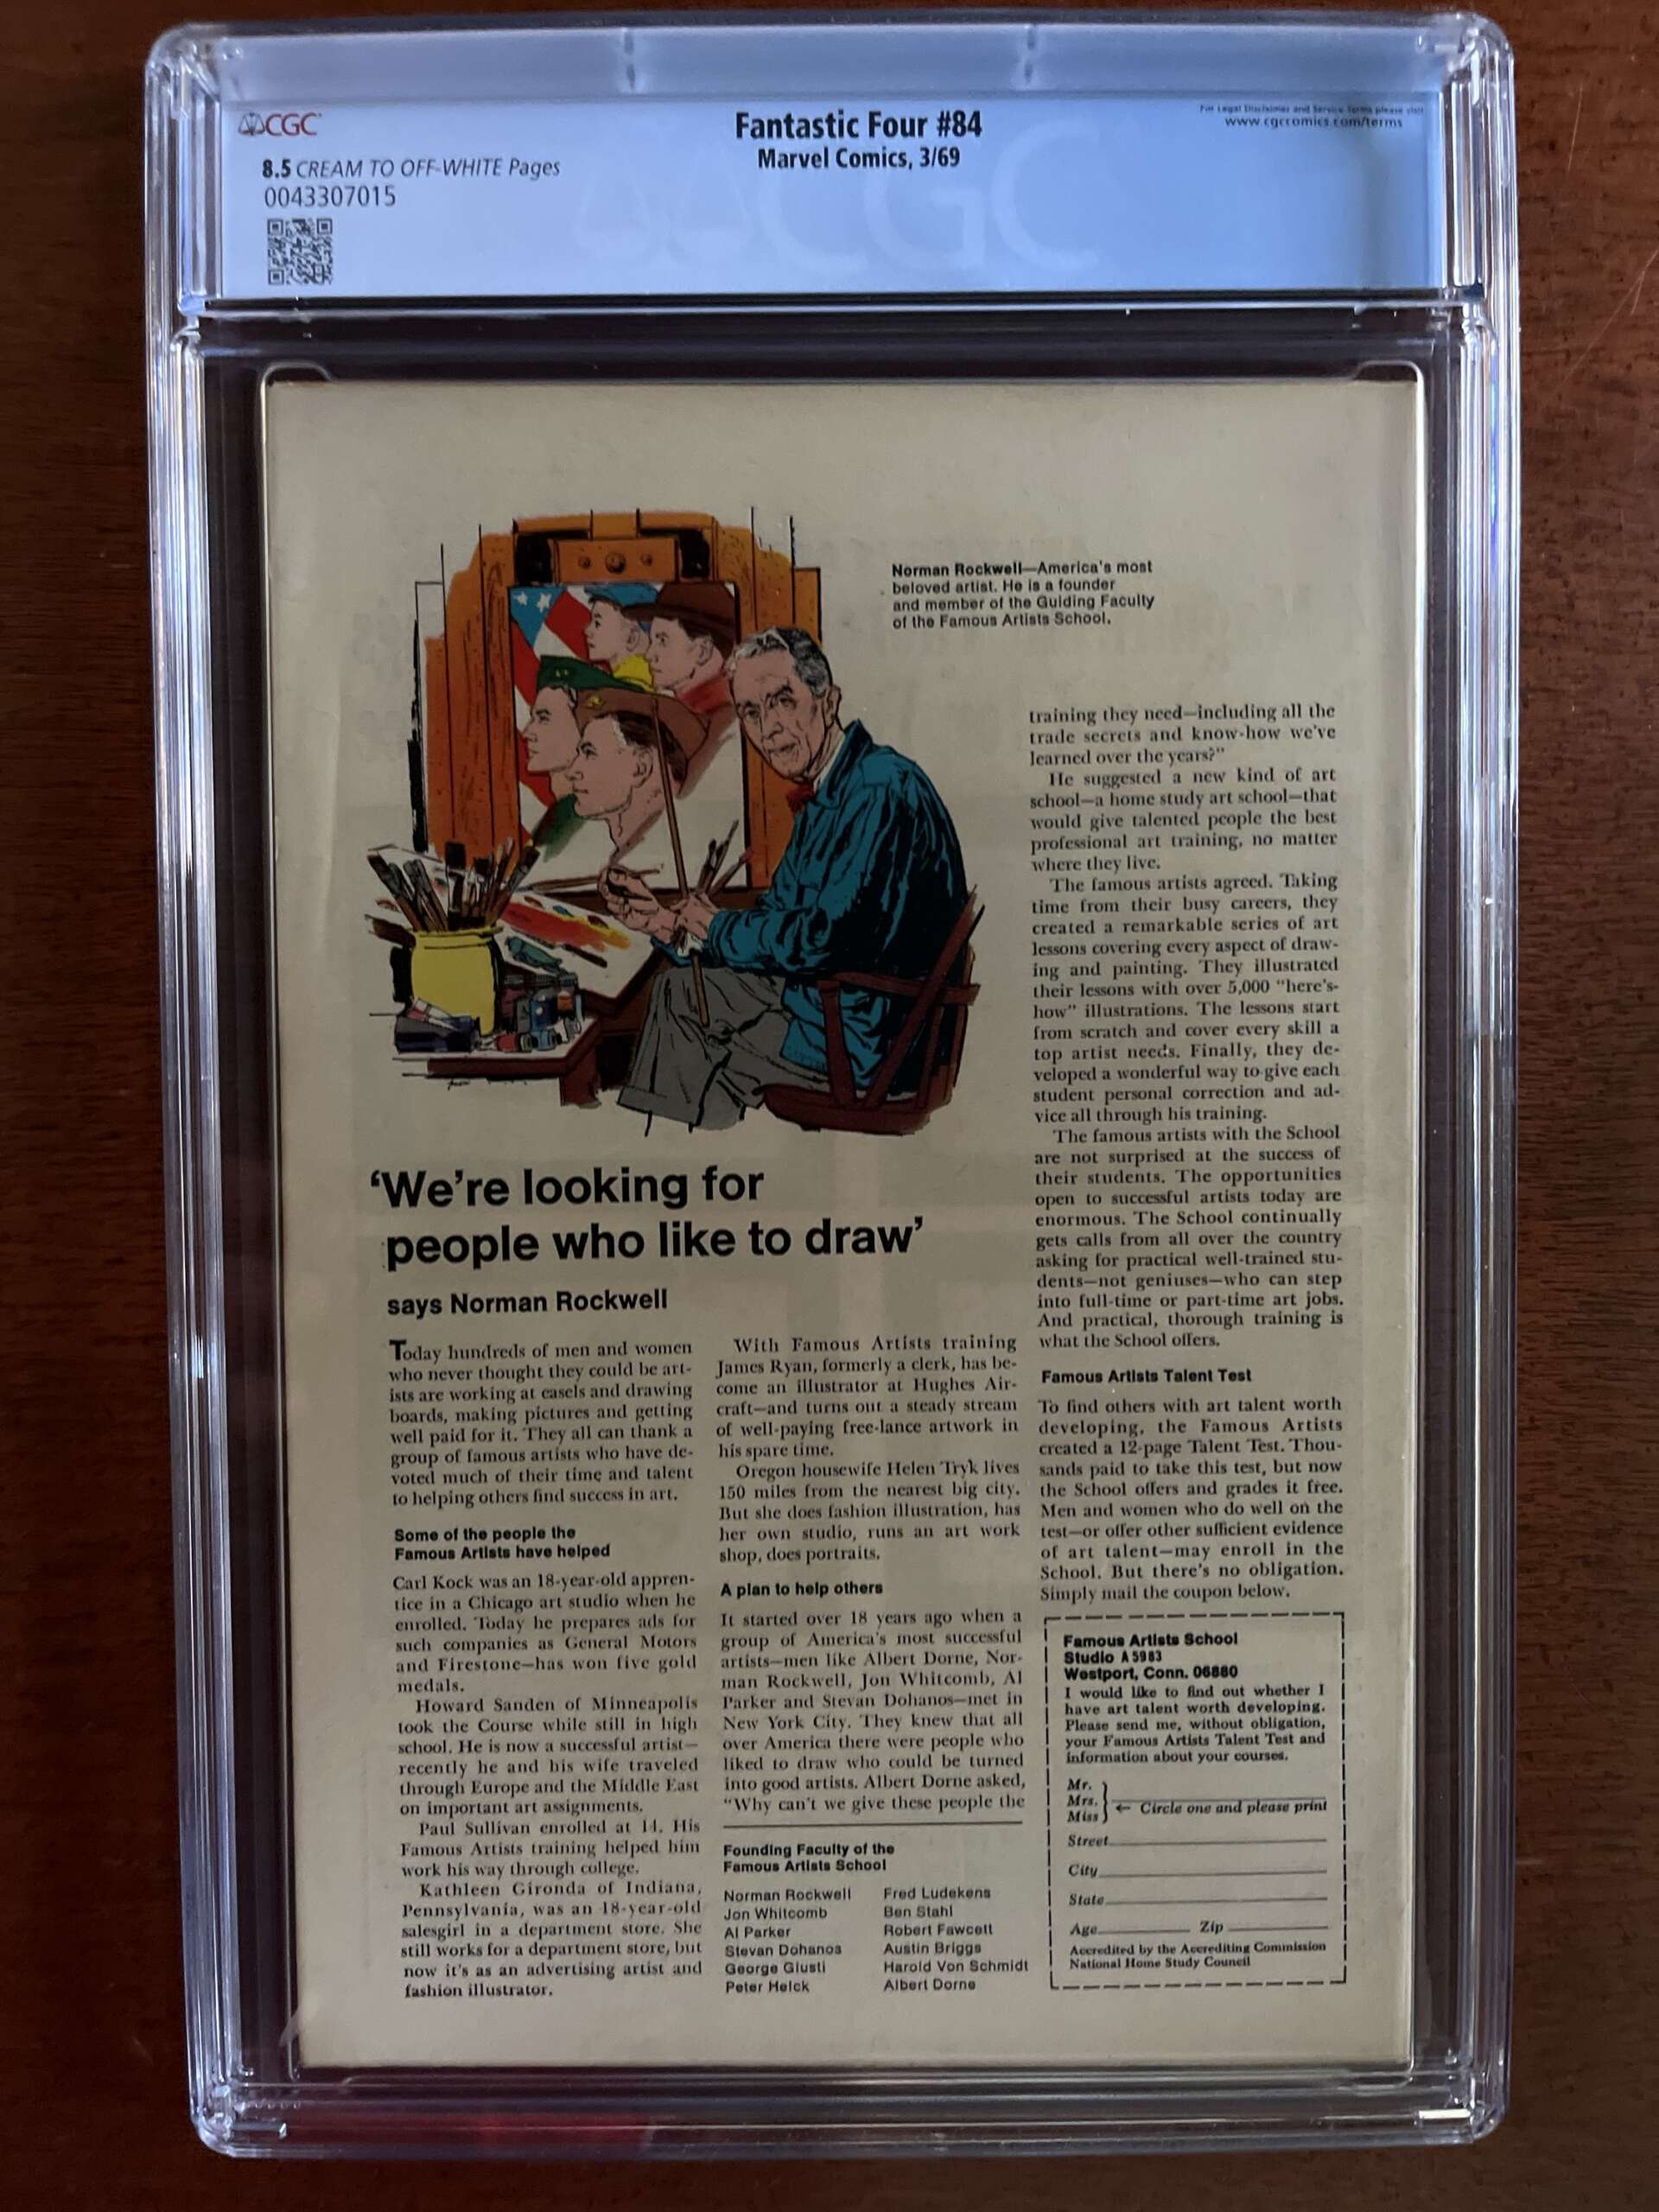 CGC
8.5 CREAM TO OFF-WHITE Pages
0043307015
Fantastic Four #84
Marvel Comics, 3/69
For Legal Disclaimer and Service Terms please visit
www.cgccomics.com/terms
CGC
Norman Rockwell—America's most
beloved artist. He is a founder
and member of the Guiding Faculty
of the Famous Artists School.
‘We're looking for
people who like to draw’
says Norman Rockwell
Today hundreds of men and women
who never thought they could be art-
ists are working at easels and drawing
boards, making pictures and getting
well paid for it. They all can thank a
group of famous artists who have de-
voted much of their time and talent
to helping others find success in art.
Some of the people the
Famous Artists have helped
Carl Kock was an 18-year-old appren-
tice in a Chicago art studio when he
enrolled. Today he prepares ads for
such companies as General Motors
and Firestone—has won five gold
medals.
Howard Sanden of Minneapolis
took the Course while still in high
school. He is now a successful artist—
recently he and his wife traveled
through Europe and the Middle East
on important art assignments.
Paul Sullivan enrolled at 14. His
Famous Artists training helped him
work his way through college.
Kathleen Gironda of Indiana,
Pennsylvania, was an 18-year-old
salesgirl in a department store. She
still works for a department store, but
now it's as an advertising artist and
fashion illustrator.
With Famous Artists training
James Ryan, formerly a clerk, has be-
come an illustrator at Hughes Air-
craft—and turns out a steady stream
of well-paying free-lance artwork in
his spare time.
Oregon housewife Helen Tryk lives
150 miles from the nearest big city.
But she does fashion illustration, has
her own studio, runs an art work
shop, does portraits.
A plan to help others
It started over 18 years ago when a
group of America's most successful
artists—men like Albert Dorne, Nor-
man Rockwell, Jon Whitcomb, Al
Parker and Stevan Dohanos—met in
New York City. They knew that all
over America there were people who
liked to draw who could be turned
into good artists. Albert Dorne asked,
"Why can't we give these people the
Founding Faculty of the
Famous Artists School
Norman Rockwell
Jon Whitcomb
Al Parker
Stevan Dohanos
George Giusti
Peter Helck
Fred Ludekens
Ben Stahl
Robert Fawcett
Austin Briggs
Harold Von Schmidt
Albert Dorne
training they need—including all the
trade secrets and know-how we've
learned over the years?"
He suggested a new kind of art
school—a home study art school—that
would give talented people the best
professional art training, no matter
where they live.
The famous artists agreed. Taking
time from their busy careers, they
created a remarkable series of art
lessons covering every aspect of draw-
ing and painting. They illustrated
their lessons with over 5,000 "here's-
how" illustrations. The lessons start
from scratch and cover every skill a
top artist needs. Finally, they de-
veloped a wonderful way to give each
student personal correction and ad-
vice all through his training.
The famous artists with the School
are not surprised at the success of
their students. The opportunities
open to successful artists today are
enormous. The School continually
gets calls from all over the country
asking for practical well-trained stu-
dents—not geniuses—who can step
into full-time or part-time art jobs.
And practical, thorough training is
what the School offers.
Famous Artists Talent Test
To find others with art talent worth
developing, the Famous Artists
created a 12-page Talent Test. Thou-
sands paid to take this test, but now
the School offers and grades it free.
Men and women who do well on the
test—or offer other sufficient evidence
of art talent—may enroll in the
School. But there's no obligation.
Simply mail the coupon below.
Famous Artists School
Studio A5983
Westport, Conn. 06880
I would like to find out whether I
have art talent worth developing.
Please send me, without obligation,
your Famous Artists Talent Test and
information about your courses.
Mr.
Mrs.
Miss
← Circle one and please print
Street
City
State
Age Zip
Accredited by the Accrediting Commission
National Home Study Council